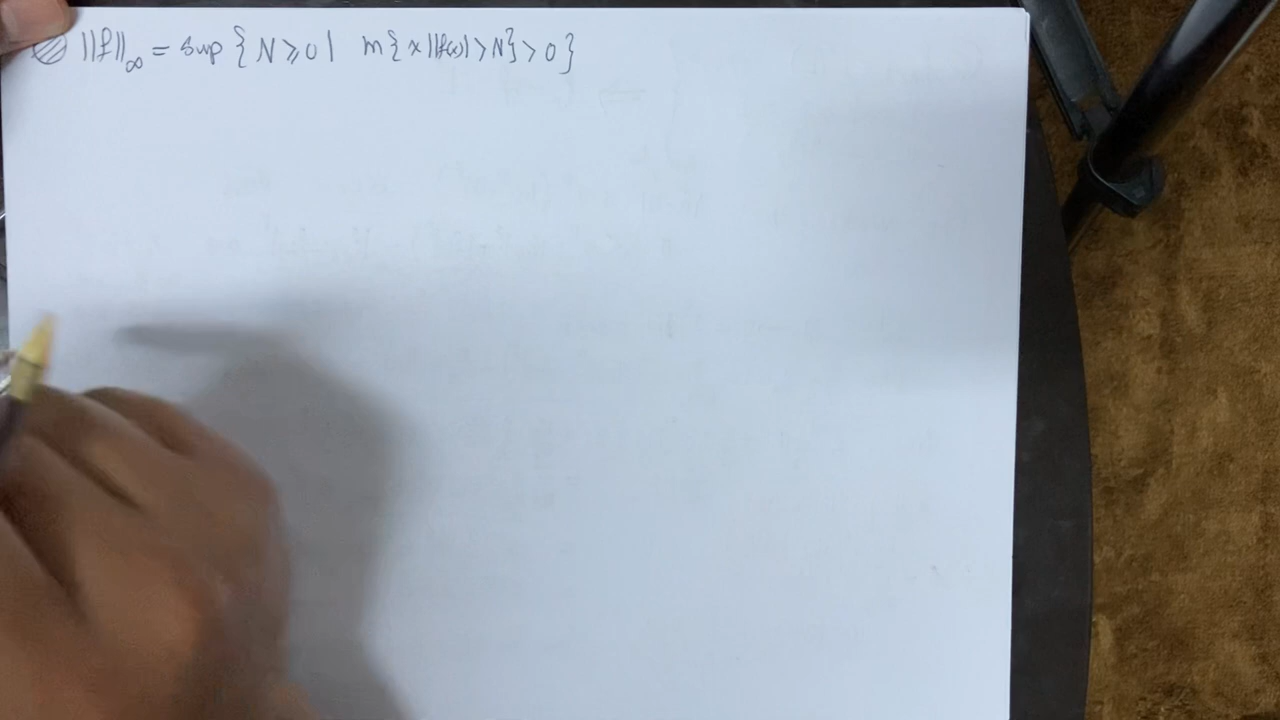 ||f||∞ = sup { N ≥ 0 | m{ x | |f(x)| > N } > 0 }